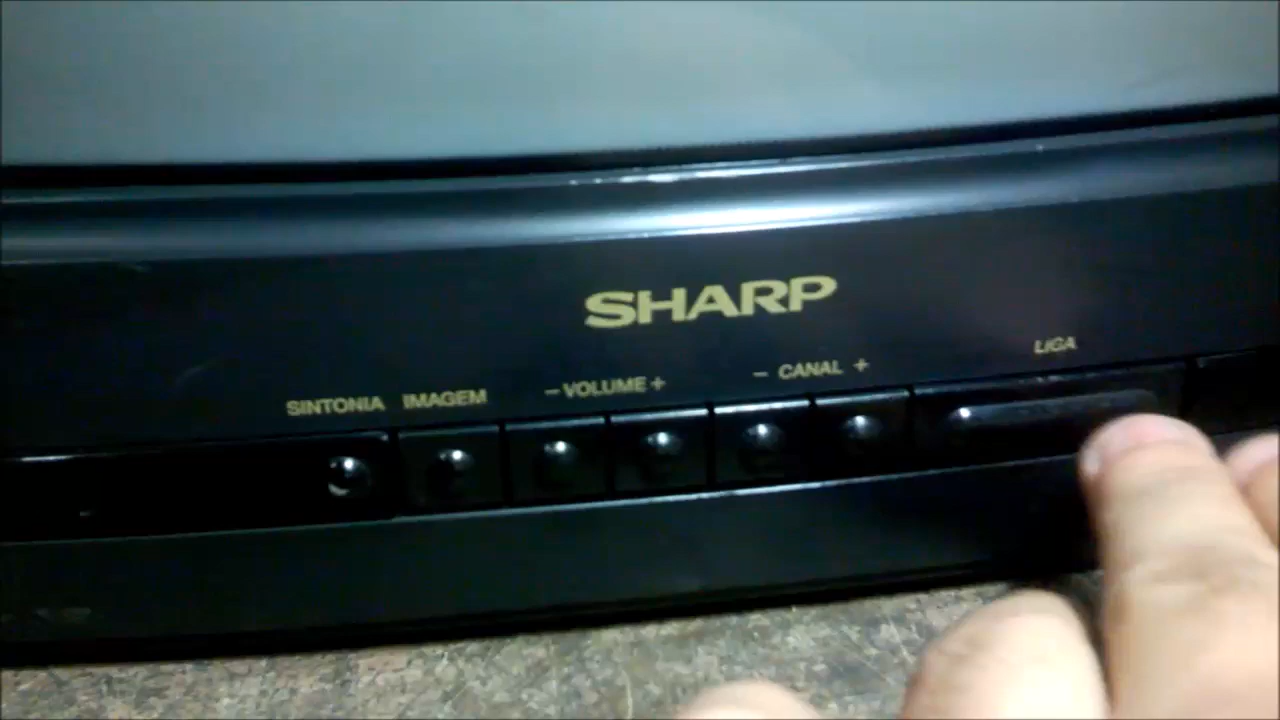 SHARP
LIGA
SINTONIA IMAGEM – VOLUME + – CANAL +